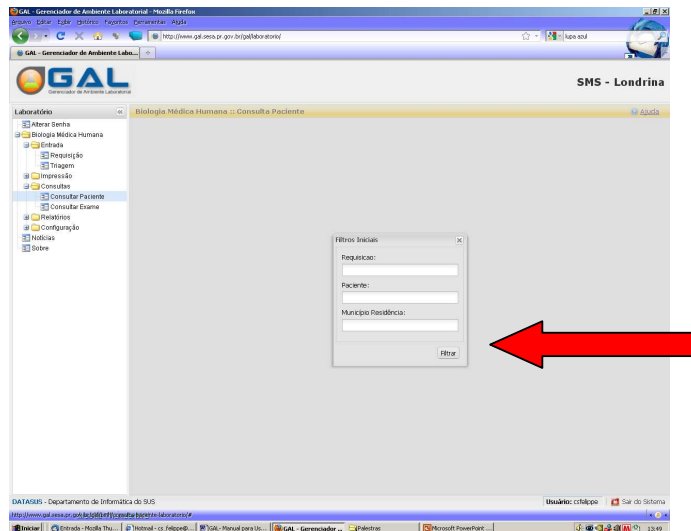 GAL - Gerenciador de Ambiente Laboratorial - Mozilla Firefox
Arquivo Editar Exibir Histórico Favoritos Ferramentas Ajuda
http://www.gal.sesa.pr.gov.br/gal/laboratorio/
lupa azul
GAL - Gerenciador de Ambiente Labo...
GAL
Gerenciador de Ambiente Laboratorial
SMS - Londrina
Laboratório
Biologia Médica Humana :: Consulta Paciente
Ajuda
Alterar Senha
Biologia Médica Humana
Entrada
Requisição
Triagem
Impressão
Consultas
Consultar Paciente
Consultar Exame
Relatórios
Configuração
Notícias
Sobre
Filtros Iniciais
Requisicao:
Paciente:
Município Residência:
Filtrar
DATASUS - Departamento de Informática do SUS
Usuário: csfelippe
Sair do Sistema
Iniciar
Entrada - Mozilla Thu...
Hotmail - cs_felippe@...
GAL- Manual para Us...
GAL - Gerenciador ...
Palestras
Microsoft PowerPoint ...
13:49